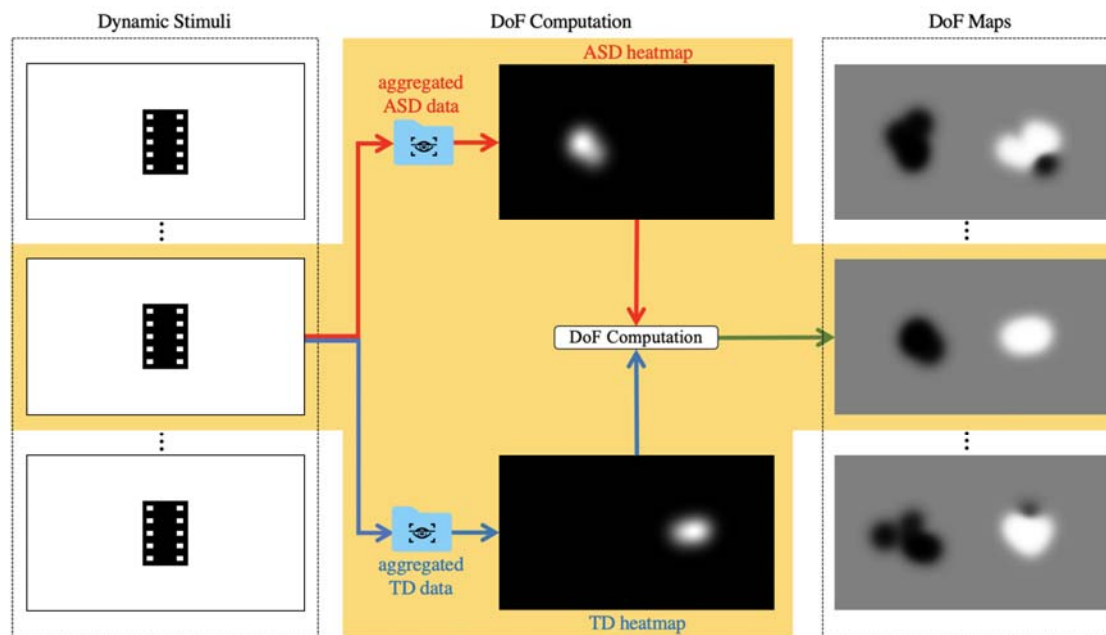 Dynamic Stimuli
DoF Computation
DoF Maps
ASD heatmap
aggregated
ASD data
DoF Computation
aggregated
TD data
TD heatmap